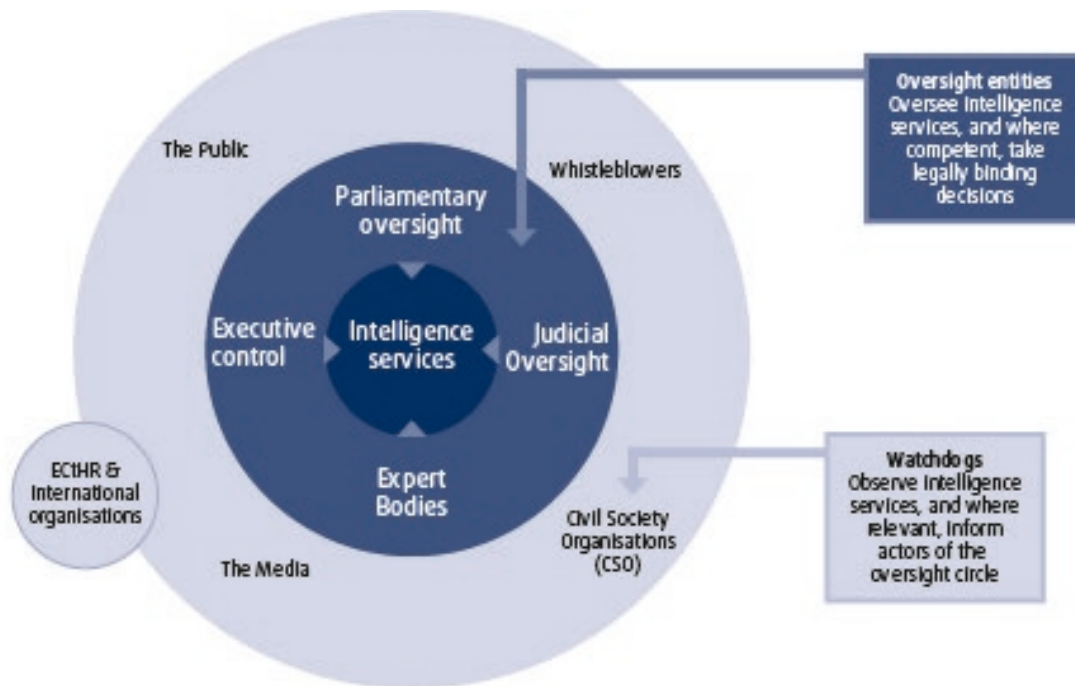 The Public
Whistleblowers
Parliamentary
oversight
Executive
control
Intelligence
services
Judicial
Oversight
Expert
Bodies
ECtHR &
International
organisations
The Media
Civil Society
Organisations
(CSO)
Oversight entities
Oversee intelligence
services, and where
competent, take
legally binding
decisions
Watchdogs
Observe intelligence
services, and where
relevant, inform
actors of the
oversight circle